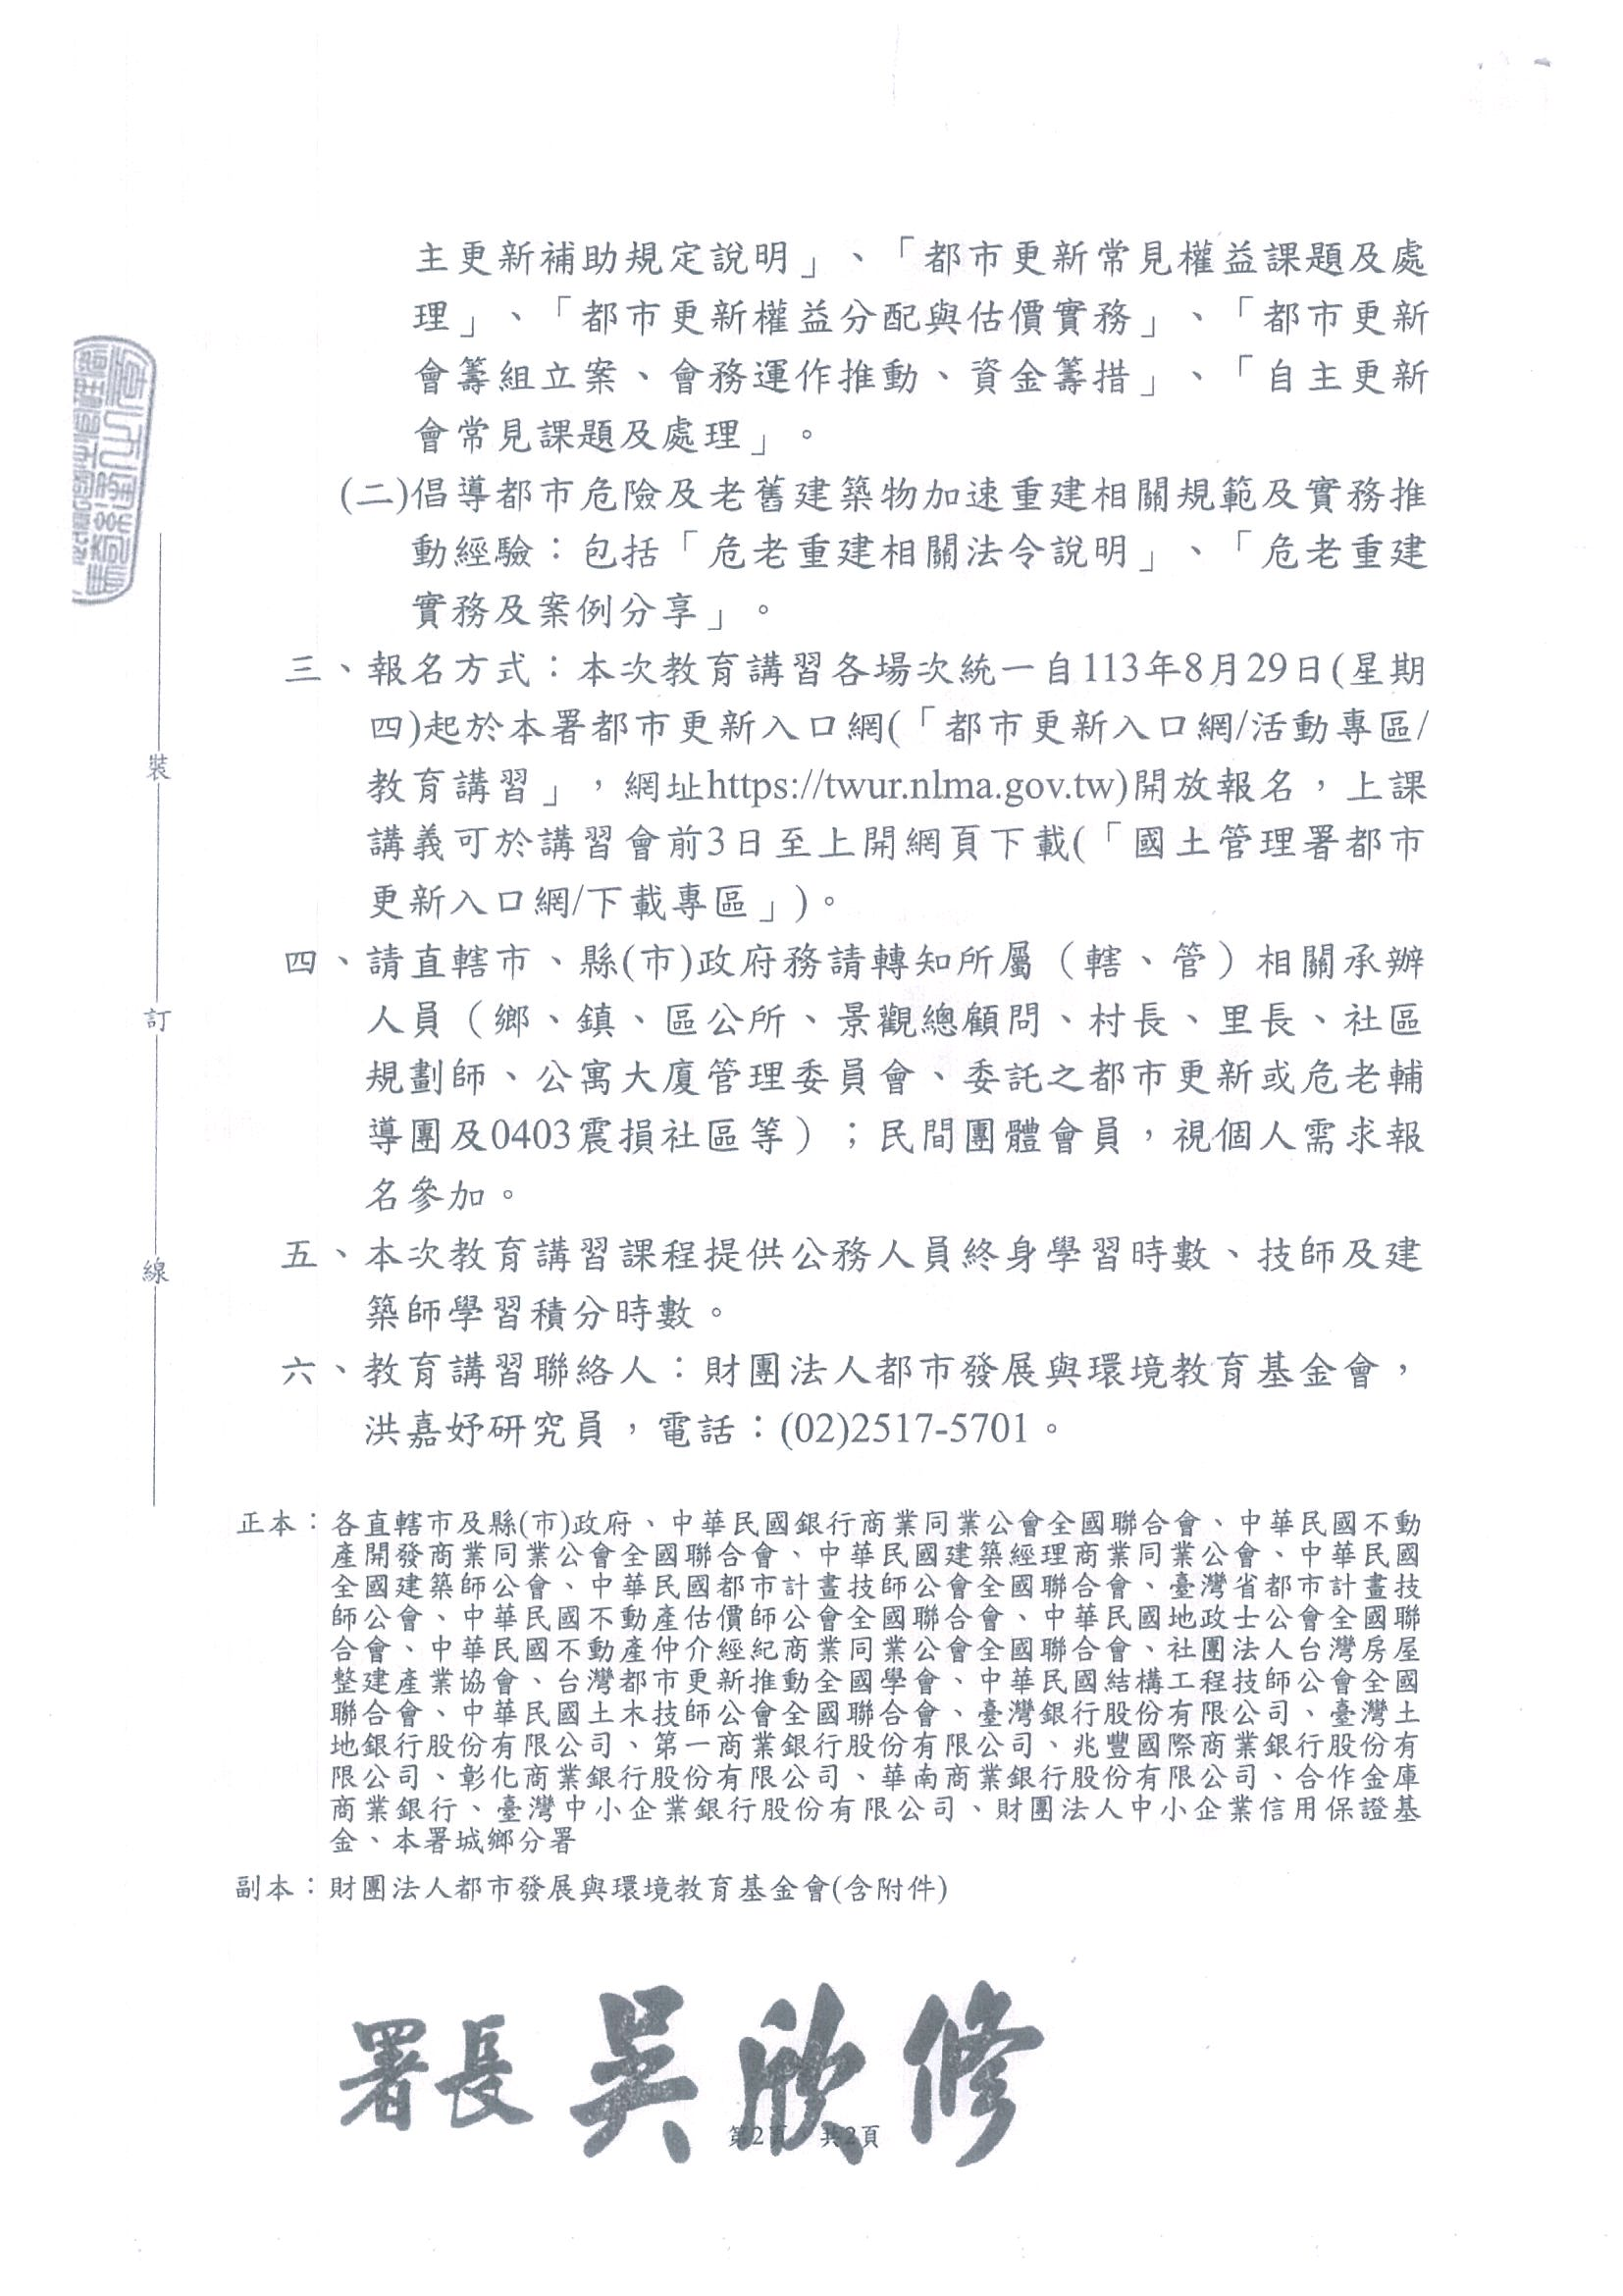 主更新補助規定說明」、「都市更新常見權益課題及處
理」、「都市更新權益分配與估價實務」、「都市更新
會籌組立案、會務運作推動、資金籌措」、「自主更新
會常見課題及處理」。
(二)倡導都市危險及老舊建築物加速重建相關規範及實務推
動經驗：包括「危老重建相關法令說明」、「危老重建
實務及案例分享」。
三、報名方式：本次教育講習各場次統一自113年8月29日(星期
四)起於本署都市更新入口網(「都市更新入口網/活動專區/
教育講習」，網址https://twur.nlma.gov.tw)開放報名，上課
講義可於講習會前3日至上開網頁下載(「國土管理署都市
更新入口網/下載專區」)。
四、請直轄市、縣(市)政府務請轉知所屬（轄、管）相關承辦
人員（鄉、鎮、區公所、景觀總顧問、村長、里長、社區
規劃師、公寓大廈管理委員會、委託之都市更新或危老輔
導團及0403震損社區等）；民間團體會員，視個人需求報
名參加。
五、本次教育講習課程提供公務人員終身學習時數、技師及建
築師學習積分時數。
六、教育講習聯絡人：財團法人都市發展與環境教育基金會，
洪嘉妤研究員，電話：(02)2517-5701。
裝
訂
線
正本：各直轄市及縣(市)政府、中華民國銀行商業同業公會全國聯合會、中華民國不動
產開發商業同業公會全國聯合會、中華民國建築經理商業同業公會、中華民國
全國建築師公會、中華民國都市計畫技師公會全國聯合會、臺灣省都市計畫技
師公會、中華民國不動產估價師公會全國聯合會、中華民國地政士公會全國聯
合會、中華民國不動產仲介經紀商業同業公會全國聯合會、社團法人台灣房屋
整建產業協會、台灣都市更新推動全國學會、中華民國結構工程技師公會全國
聯合會、中華民國土木技師公會全國聯合會、臺灣銀行股份有限公司、臺灣土
地銀行股份有限公司、第一商業銀行股份有限公司、兆豐國際商業銀行股份有
限公司、彰化商業銀行股份有限公司、華南商業銀行股份有限公司、合作金庫
商業銀行、臺灣中小企業銀行股份有限公司、財團法人中小企業信用保證基
金、本署城鄉分署
副本：財團法人都市發展與環境教育基金會(含附件)
署長 吳欣修
第2頁，共2頁